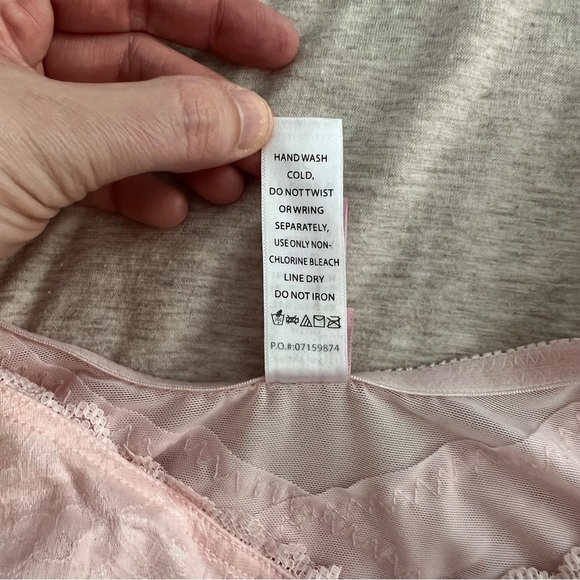 HAND WASH
COLD,
DO NOT TWIST
OR WRING
SEPARATELY,
USE ONLY NON-
CHLORINE BLEACH
LINE DRY
DO NOT IRON
P.O.#:07159874